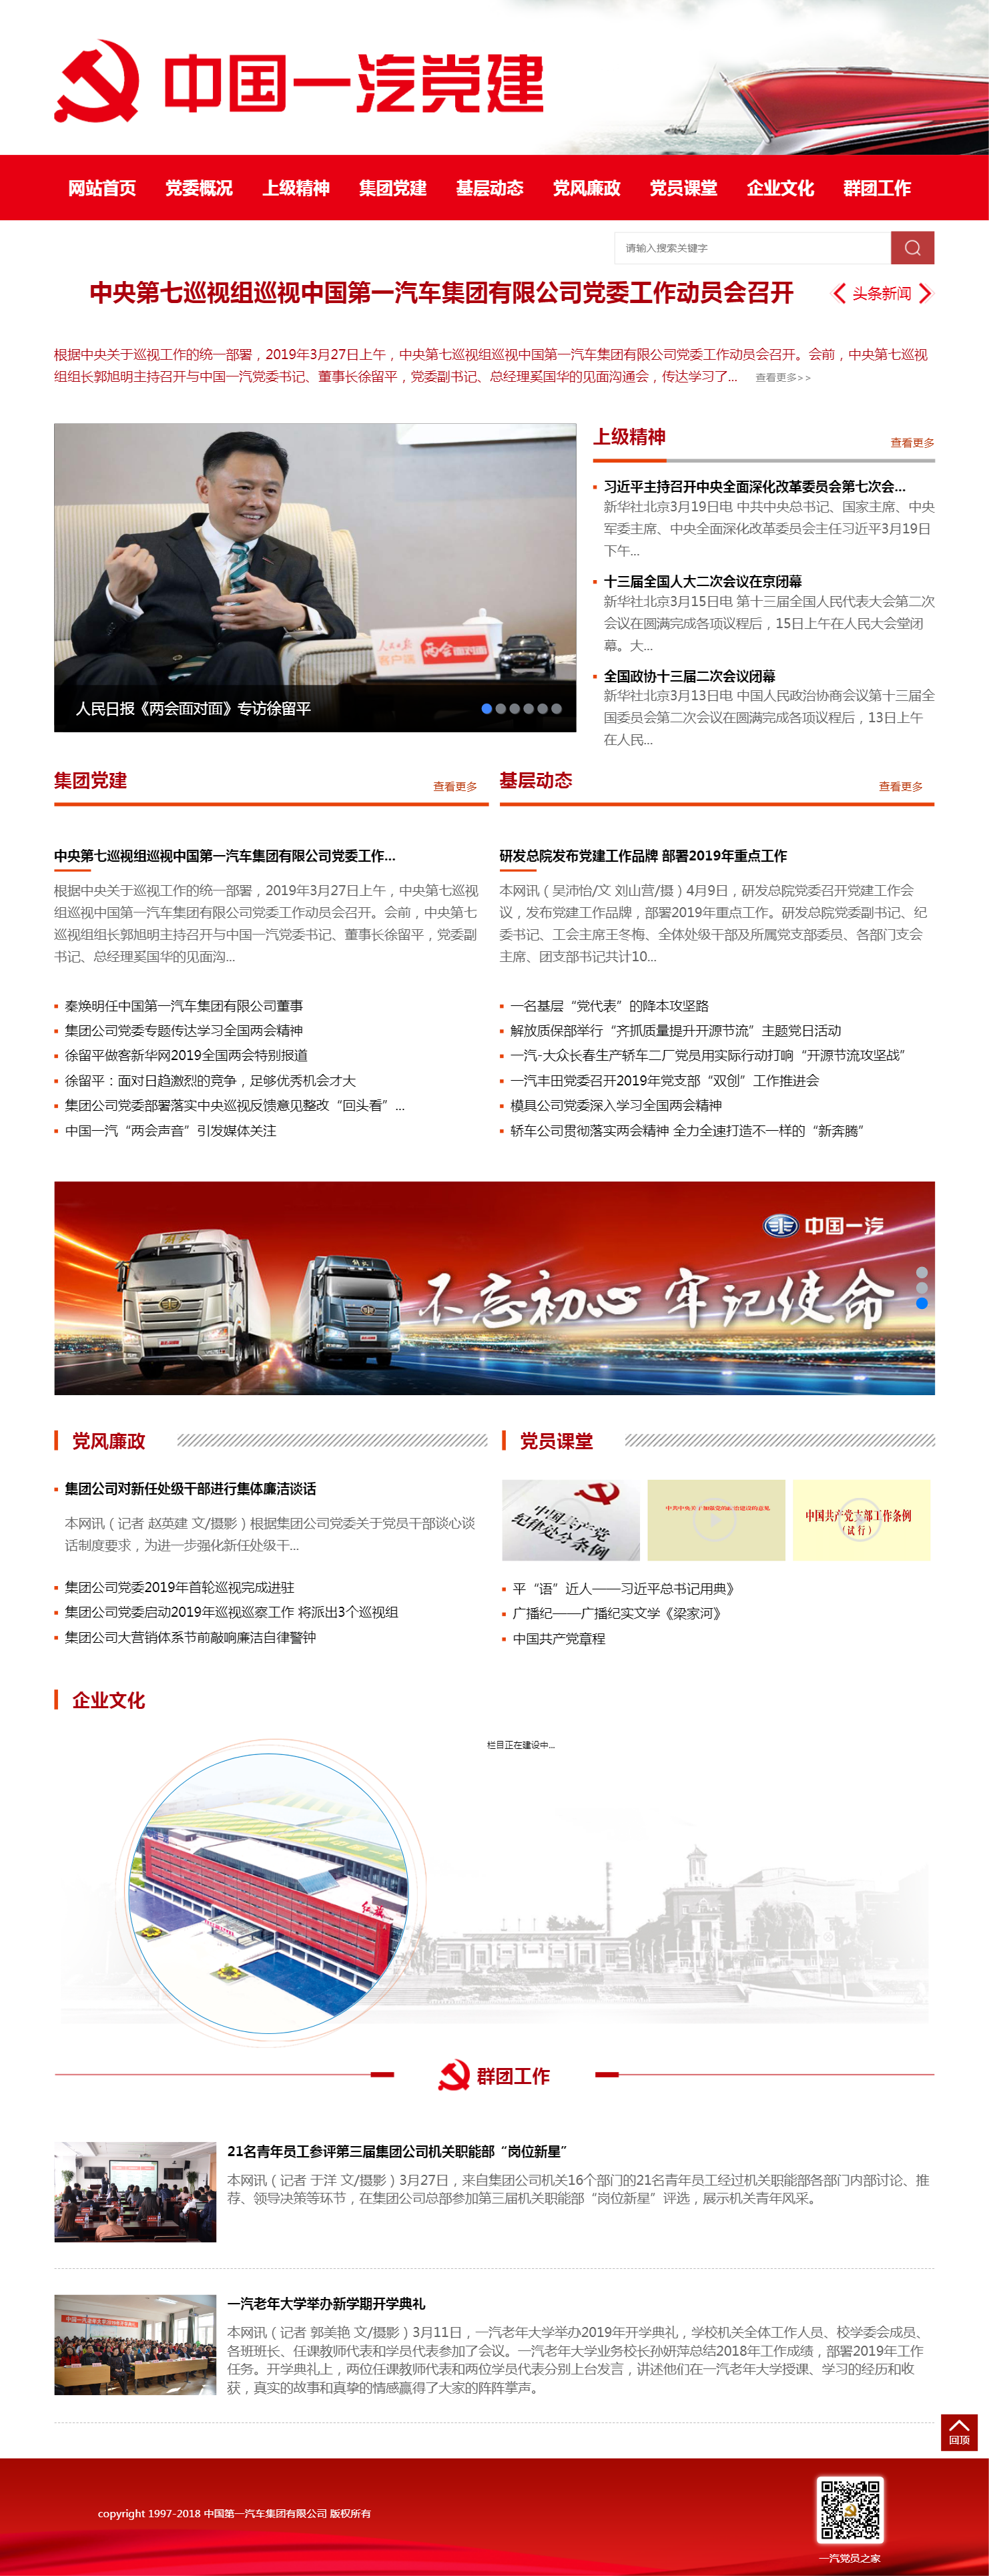 中国一汽党建
网站首页 党委概况 上级精神 集团党建 基层动态 党风廉政 党员课堂 企业文化 群团工作
请输入搜索关键字
中央第七巡视组巡视中国第一汽车集团有限公司党委工作动员会召开
头条新闻
根据中央关于巡视工作的统一部署，2019年3月27日上午，中央第七巡视组巡视中国第一汽车集团有限公司党委工作动员会召开。会前，中央第七巡视
组组长郭旭明主持召开与中国一汽党委书记、董事长徐留平，党委副书记、总经理奚国华的见面沟通会，传达学习了... 查看更多>>
人民日报
客户端
两会面对面
人民日报《两会面对面》专访徐留平
上级精神
查看更多
习近平主持召开中央全面深化改革委员会第七次会...
新华社北京3月19日电 中共中央总书记、国家主席、中央
军委主席、中央全面深化改革委员会主任习近平3月19日
下午...
十三届全国人大二次会议在京闭幕
新华社北京3月15日电 第十三届全国人民代表大会第二次
会议在圆满完成各项议程后，15日上午在人民大会堂闭
幕。大...
全国政协十三届二次会议闭幕
新华社北京3月13日电 中国人民政治协商会议第十三届全
国委员会第二次会议在圆满完成各项议程后，13日上午
在人民...
集团党建
查看更多
中央第七巡视组巡视中国第一汽车集团有限公司党委工作...
根据中央关于巡视工作的统一部署，2019年3月27日上午，中央第七巡视
组巡视中国第一汽车集团有限公司党委工作动员会召开。会前，中央第七
巡视组组长郭旭明主持召开与中国一汽党委书记、董事长徐留平，党委副
书记、总经理奚国华的见面沟...
秦焕明任中国第一汽车集团有限公司董事
集团公司党委专题传达学习全国两会精神
徐留平做客新华网2019全国两会特别报道
徐留平：面对日趋激烈的竞争，足够优秀机会才大
集团公司党委部署落实中央巡视反馈意见整改“回头看”...
中国一汽“两会声音”引发媒体关注
基层动态
查看更多
研发总院发布党建工作品牌 部署2019年重点工作
本网讯（吴沛怡/文 刘山营/摄）4月9日，研发总院党委召开党建工作会
议，发布党建工作品牌，部署2019年重点工作。研发总院党委副书记、纪
委书记、工会主席王冬梅、全体处级干部及所属党支部委员、各部门支会
主席、团支部书记共计10...
一名基层“党代表”的降本攻坚路
解放质保部举行“齐抓质量提升开源节流”主题党日活动
一汽-大众长春生产轿车二厂党员用实际行动打响“开源节流攻坚战”
一汽丰田党委召开2019年党支部“双创”工作推进会
模具公司党委深入学习全国两会精神
轿车公司贯彻落实两会精神 全力全速打造不一样的“新奔腾”
中国一汽
不忘初心 牢记使命
党风廉政
集团公司对新任处级干部进行集体廉洁谈话
本网讯（记者 赵英建 文/摄影）根据集团公司党委关于党员干部谈心谈
话制度要求，为进一步强化新任处级干...
集团公司党委2019年首轮巡视完成进驻
集团公司党委启动2019年巡视巡察工作 将派出3个巡视组
集团公司大营销体系节前敲响廉洁自律警钟
党员课堂
中国共产党
纪律处分条例
中共中央关于加强党的政治建设的意见
中国共产党支部工作条例
（试行）
平“语”近人——习近平总书记用典》
广播纪——广播纪实文学《梁家河》
中国共产党章程
企业文化
栏目正在建设中...
红旗
群团工作
21名青年员工参评第三届集团公司机关职能部“岗位新星”
本网讯（记者 于洋 文/摄影）3月27日，来自集团公司机关16个部门的21名青年员工经过机关职能部各部门内部讨论、推
荐、领导决策等环节，在集团公司总部参加第三届机关职能部“岗位新星”评选，展示机关青年风采。
一汽老年大学举办新学期开学典礼
本网讯（记者 郭美艳 文/摄影）3月11日，一汽老年大学举办2019年开学典礼，学校机关全体工作人员、校学委会成员、
各班班长、任课教师代表和学员代表参加了会议。一汽老年大学业务校长孙妍萍总结2018年工作成绩，部署2019年工作
任务。开学典礼上，两位任课教师代表和两位学员代表分别上台发言，讲述他们在一汽老年大学授课、学习的经历和收
获，真实的故事和真挚的情感赢得了大家的阵阵掌声。
回顶
copyright 1997-2018 中国第一汽车集团有限公司 版权所有
一汽党员之家